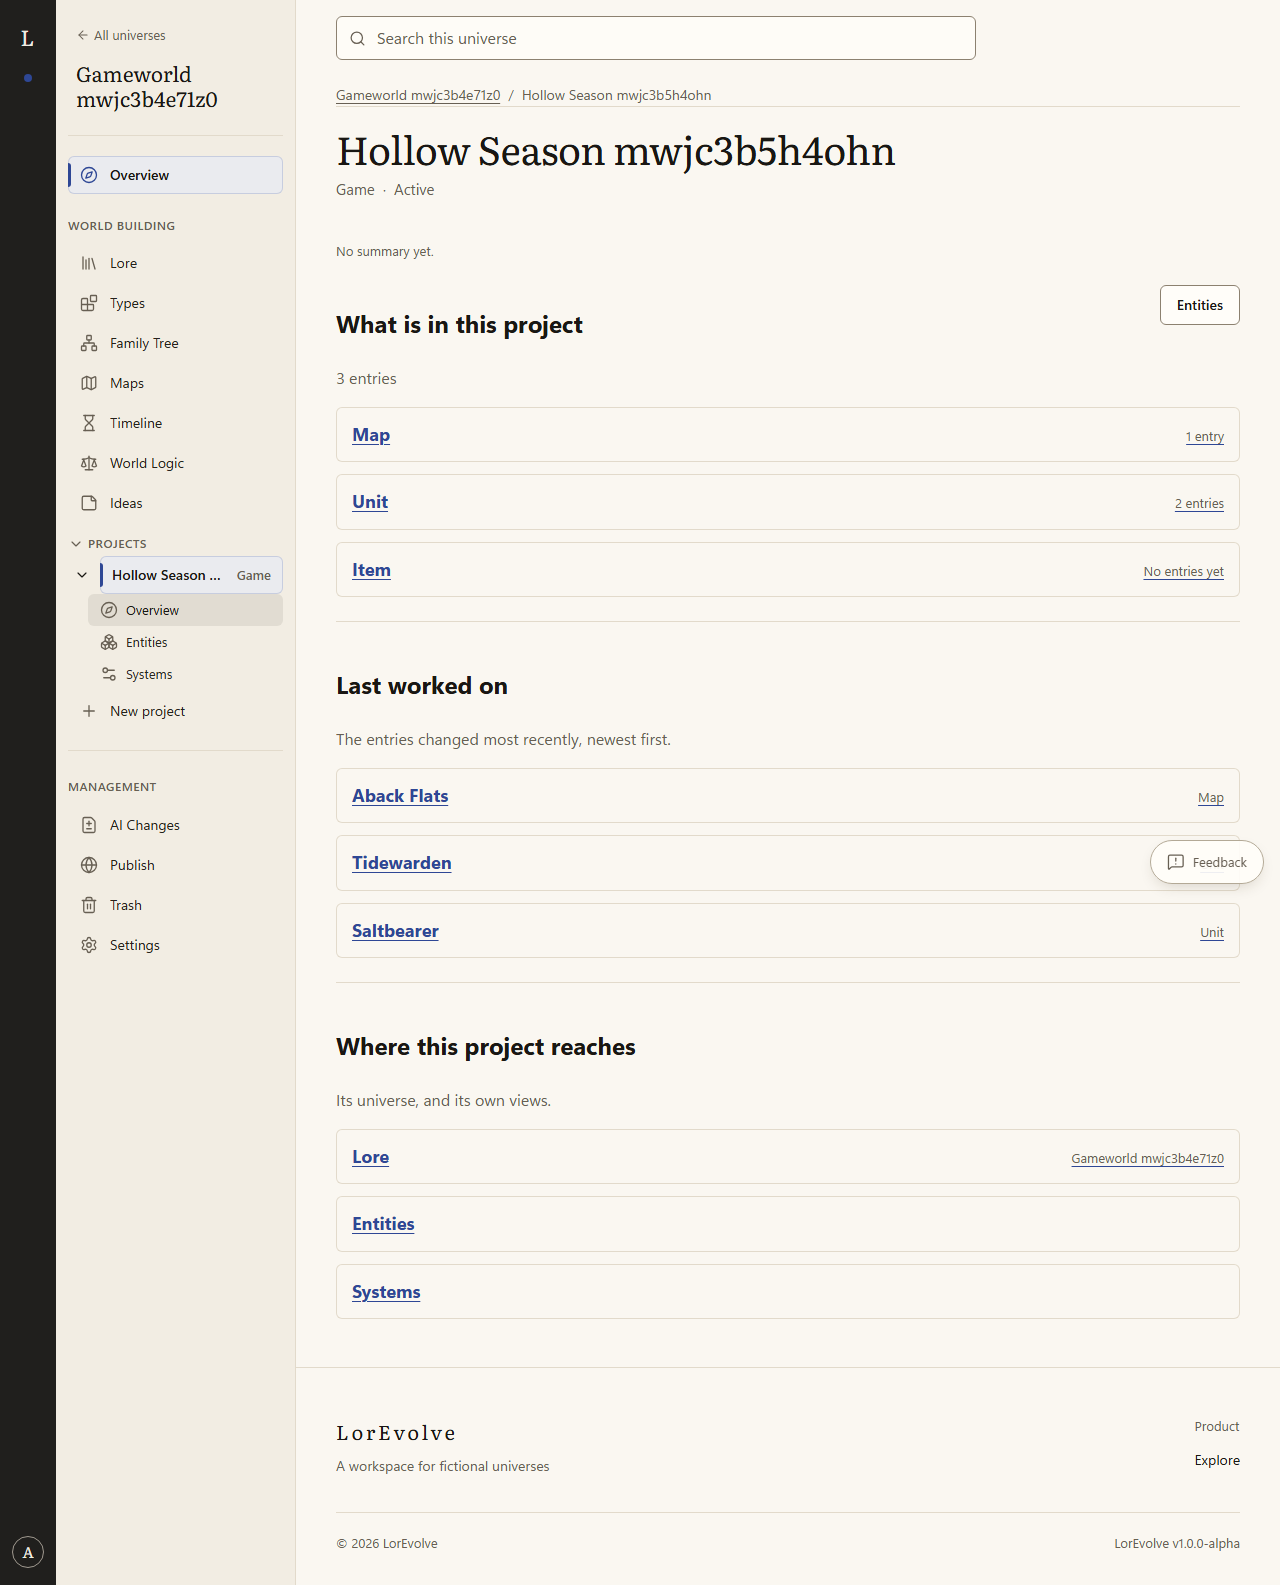 L
All universes
Gameworld
mwjc3b4e71z0
Overview
WORLD BUILDING
Lore
Types
Family Tree
Maps
Timeline
World Logic
Ideas
PROJECTS
Hollow Season ... Game
Overview
Entities
Systems
New project
MANAGEMENT
AI Changes
Publish
Trash
Settings
A
Search this universe
Gameworld mwjc3b4e71z0 / Hollow Season mwjc3b5h4ohn
Hollow Season mwjc3b5h4ohn
Game · Active
No summary yet.
Entities
What is in this project
3 entries
Map 1 entry
Unit 2 entries
Item No entries yet
Last worked on
The entries changed most recently, newest first.
Aback Flats Map
Tidewarden
Feedback
Saltbearer Unit
Where this project reaches
Its universe, and its own views.
Lore Gameworld mwjc3b4e71z0
Entities
Systems
LorEvolve
A workspace for fictional universes
Product
Explore
© 2026 LorEvolve
LorEvolve v1.0.0-alpha